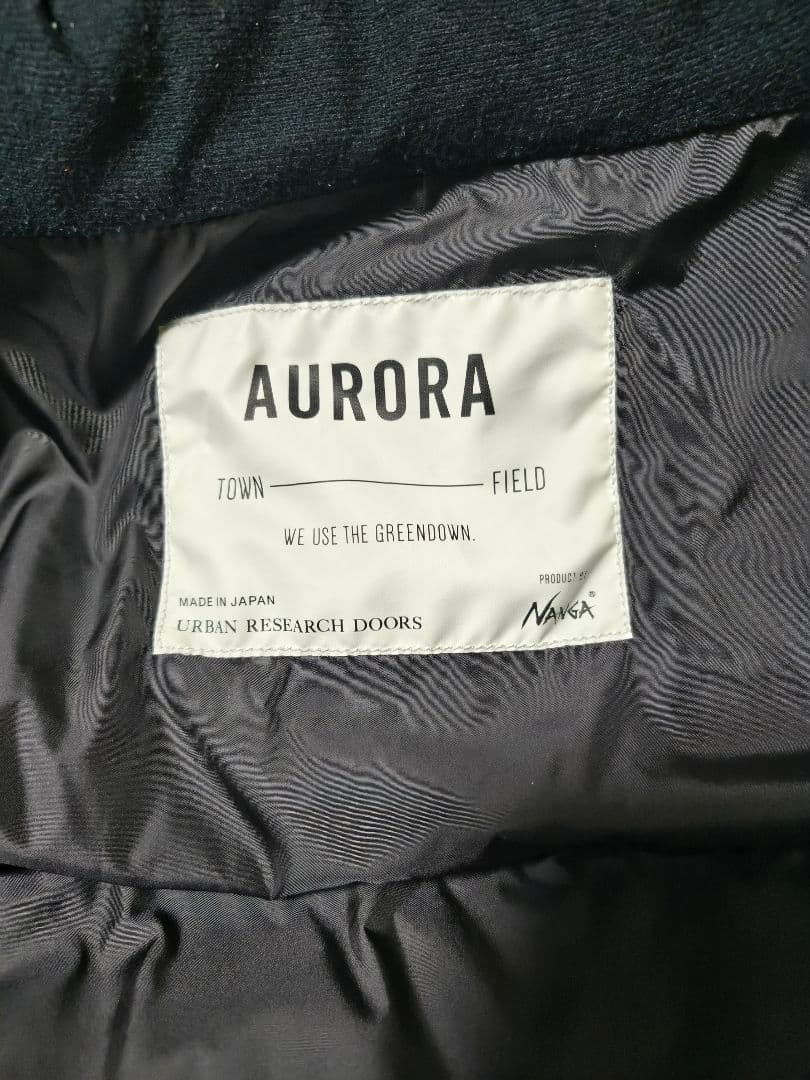 AURORA
TOWN FIELD
WE USE THE GREENDOWN.
PRODUCT BY
MADE IN JAPAN
URBAN RESEARCH DOORS
NANGA®